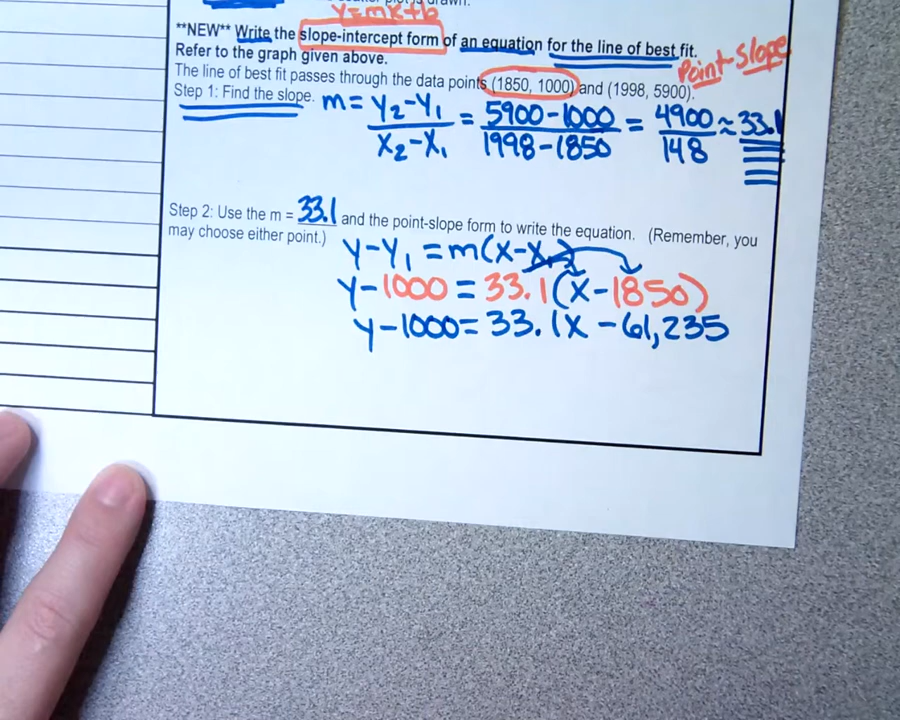 y=mx+b
**NEW** Write the slope-intercept form of an equation for the line of best fit.
Refer to the graph given above.
Point-Slope
The line of best fit passes through the data points (1850, 1000) and (1998, 5900).
Step 1: Find the slope. m = y₂-y₁ / x₂-x₁ = 5900-1000 / 1998-1850 = 4900 / 148 ≈ 33.1
Step 2: Use the m = 33.1 and the point-slope form to write the equation. (Remember, you
may choose either point.)
y-y₁ = m(x-x₁)
y-1000 = 33.1(x-1850)
y-1000 = 33.1x - 61,235